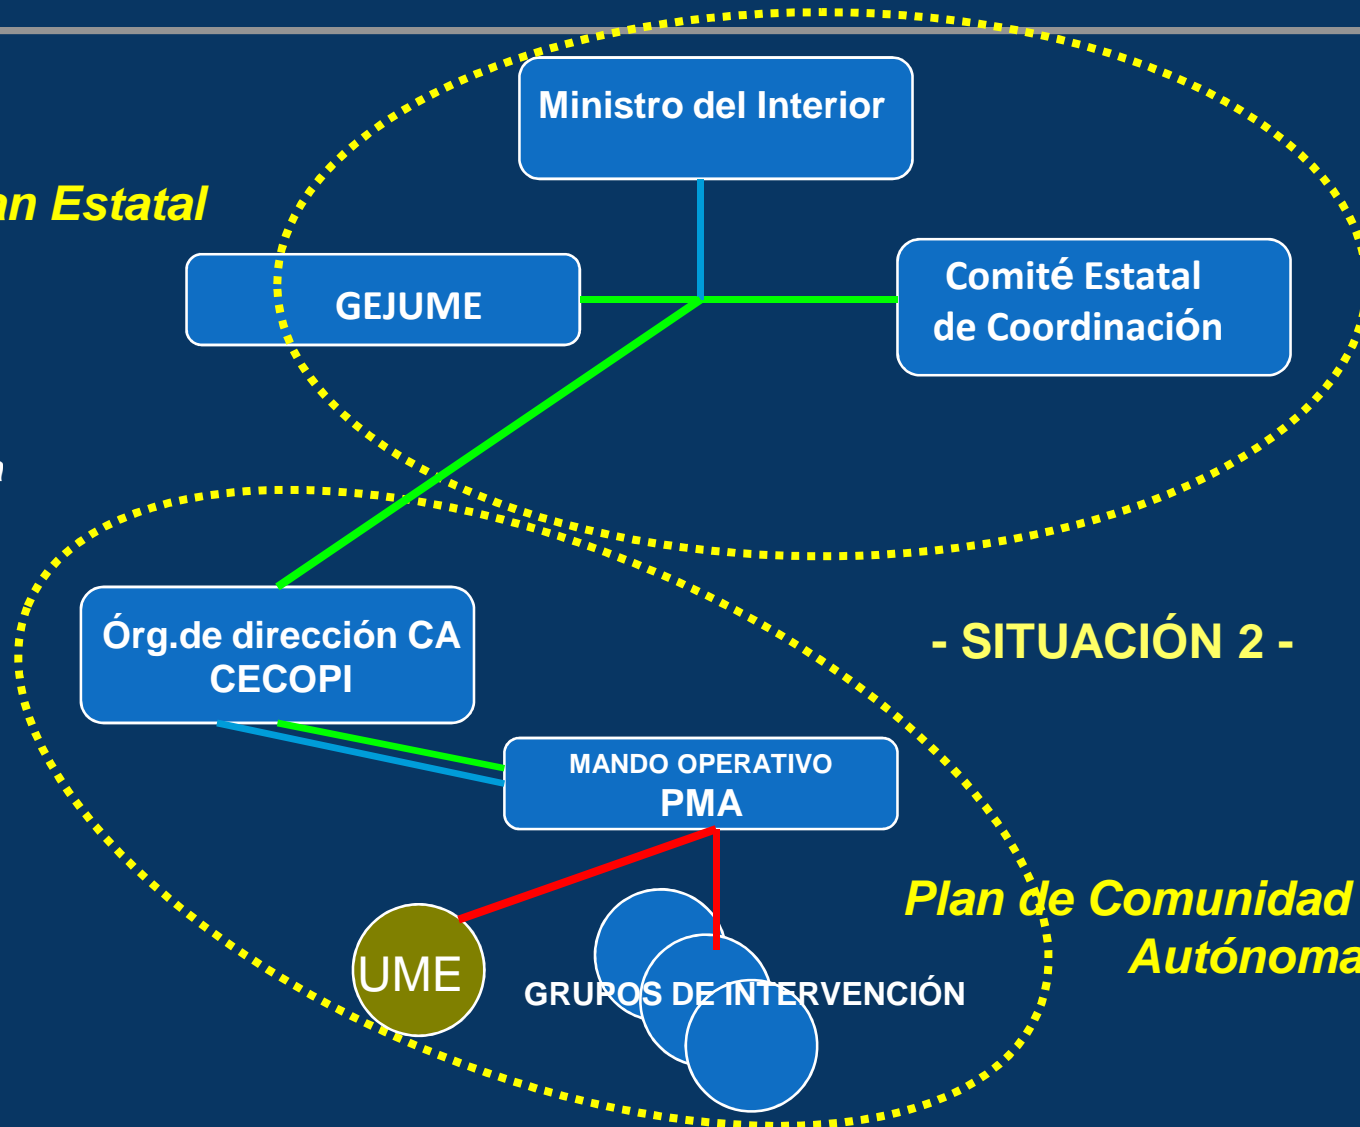 Ministro del Interior
Estatal
GEJUME
Comité Estatal
de Coordinación
Órg.de dirección CA
CECOPI
- SITUACIÓN 2 -
MANDO OPERATIVO
PMA
Plan de Comunidad
Autónoma
UME
GRUPOS DE INTERVENCIÓN